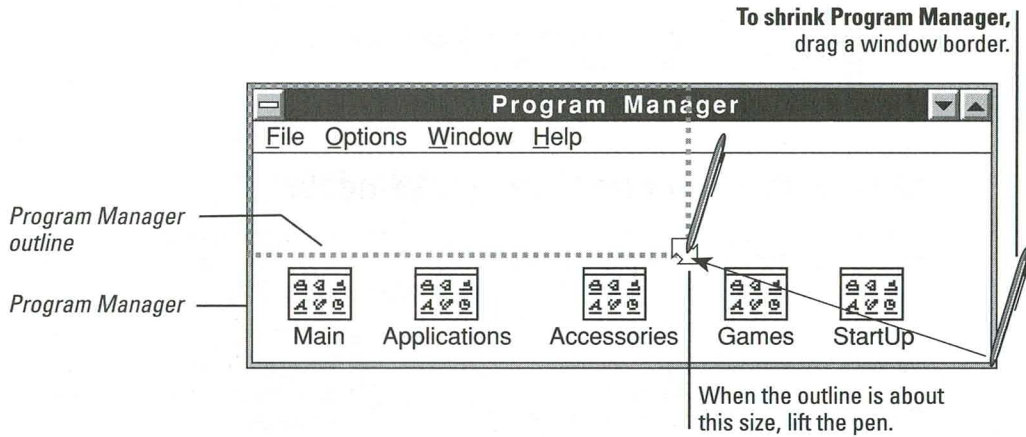 To shrink Program Manager,
drag a window border.
Program Manager
File Options Window Help
Program Manager
outline
Program Manager
Main Applications Accessories Games StartUp
When the outline is about
this size, lift the pen.